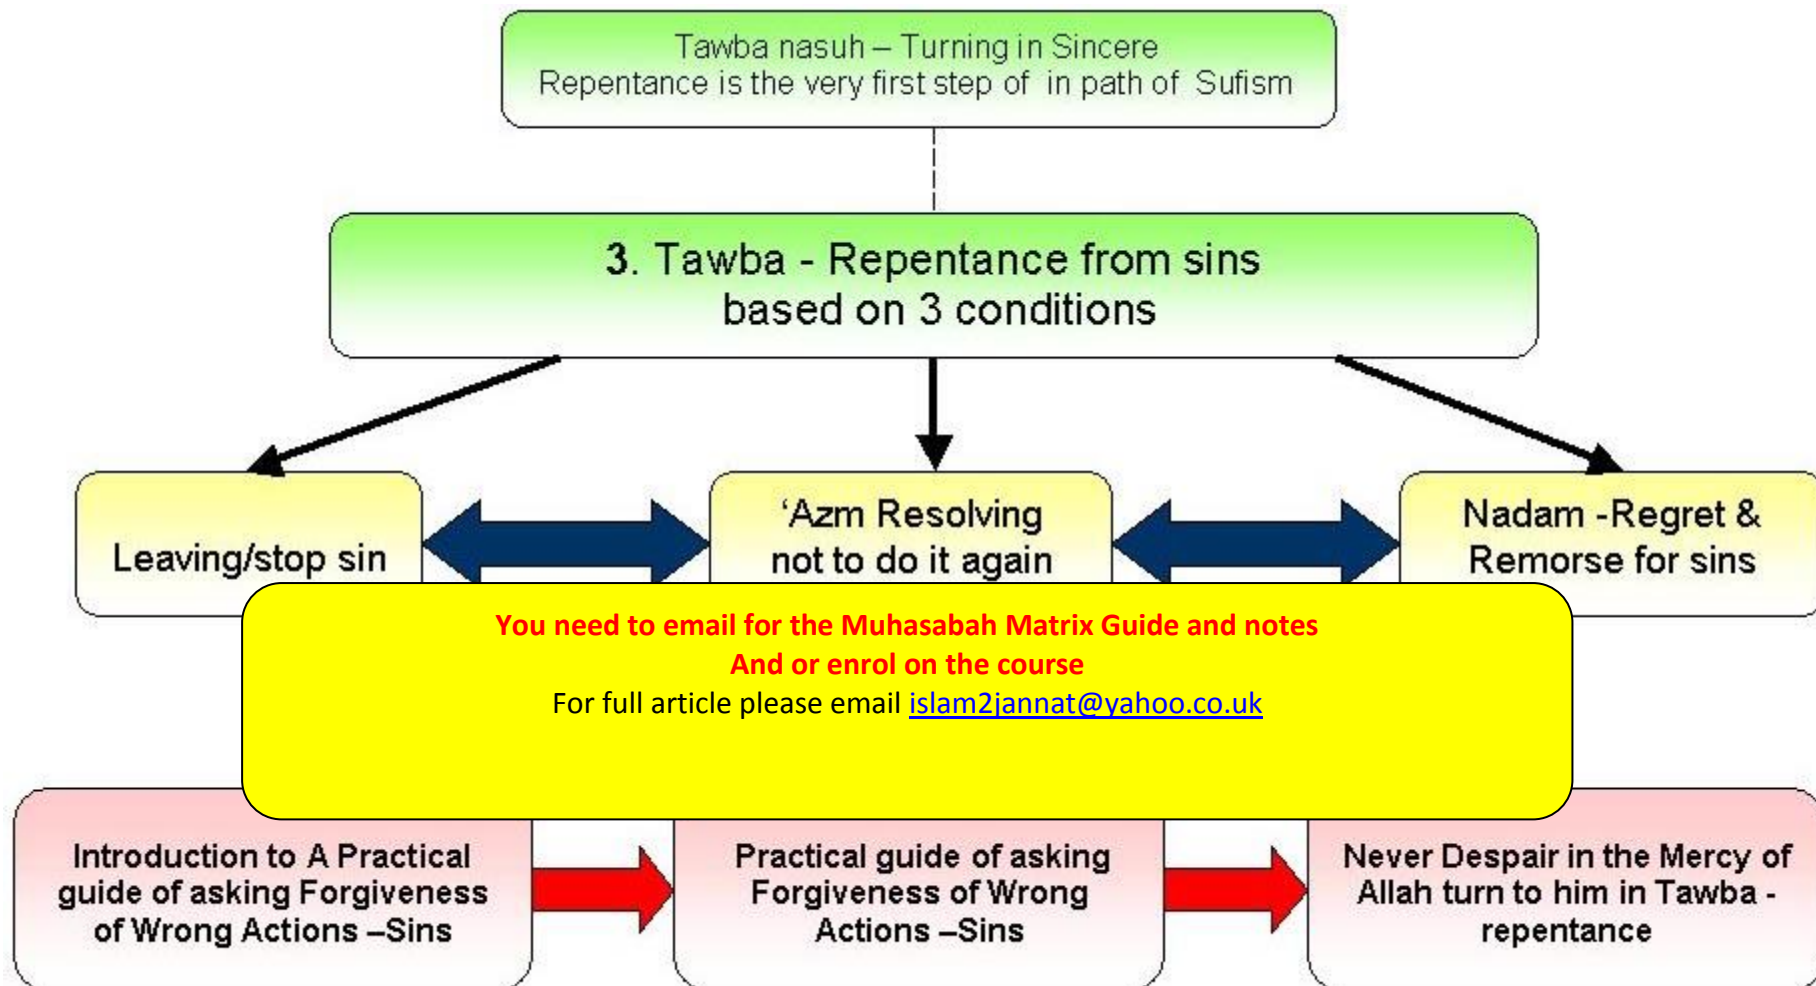 Tawba nasuh – Turning in Sincere
Repentance is the very first step of in path of Sufism
3. Tawba - Repentance from sins
based on 3 conditions
Leaving/stop sin
‘Azm Resolving
not to do it again
Nadam -Regret &
Remorse for sins
You need to email for the Muhasabah Matrix Guide and notes
And or enrol on the course
For full article please email islam2jannat@yahoo.co.uk
Introduction to A Practical
guide of asking Forgiveness
of Wrong Actions –Sins
Practical guide of asking
Forgiveness of Wrong
Actions –Sins
Never Despair in the Mercy of
Allah turn to him in Tawba -
repentance